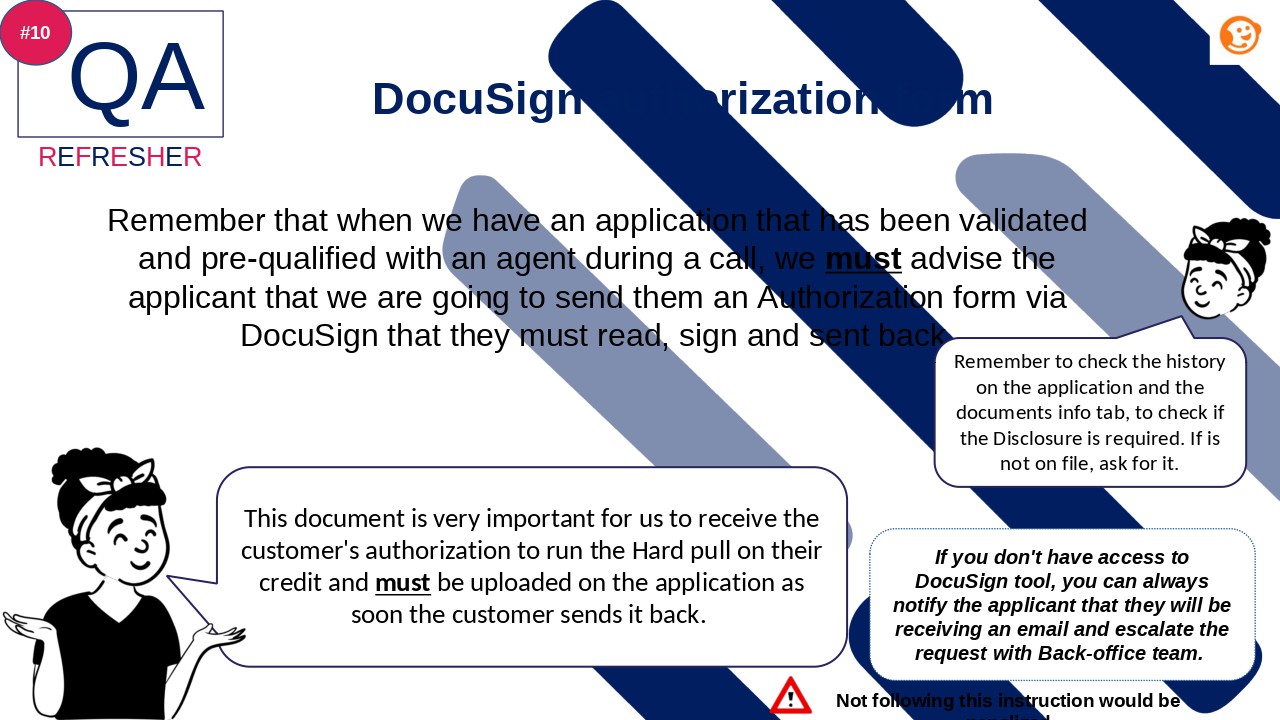 #10
QA
REFRESHER
DocuSign Authorization form
Remember that when we have an application that has been validated
and pre-qualified with an agent during a call, we must advise the
applicant that we are going to send them an Authorization form via
DocuSign that they must read, sign and sent back.
Remember to check the history
on the application and the
documents info tab, to check if
the Disclosure is required. If is
not on file, ask for it.
This document is very important for us to receive the
customer's authorization to run the Hard pull on their
credit and must be uploaded on the application as
soon the customer sends it back.
If you don't have access to
DocuSign tool, you can always
notify the applicant that they will be
receiving an email and escalate the
request with Back-office team.
Not following this instruction would be